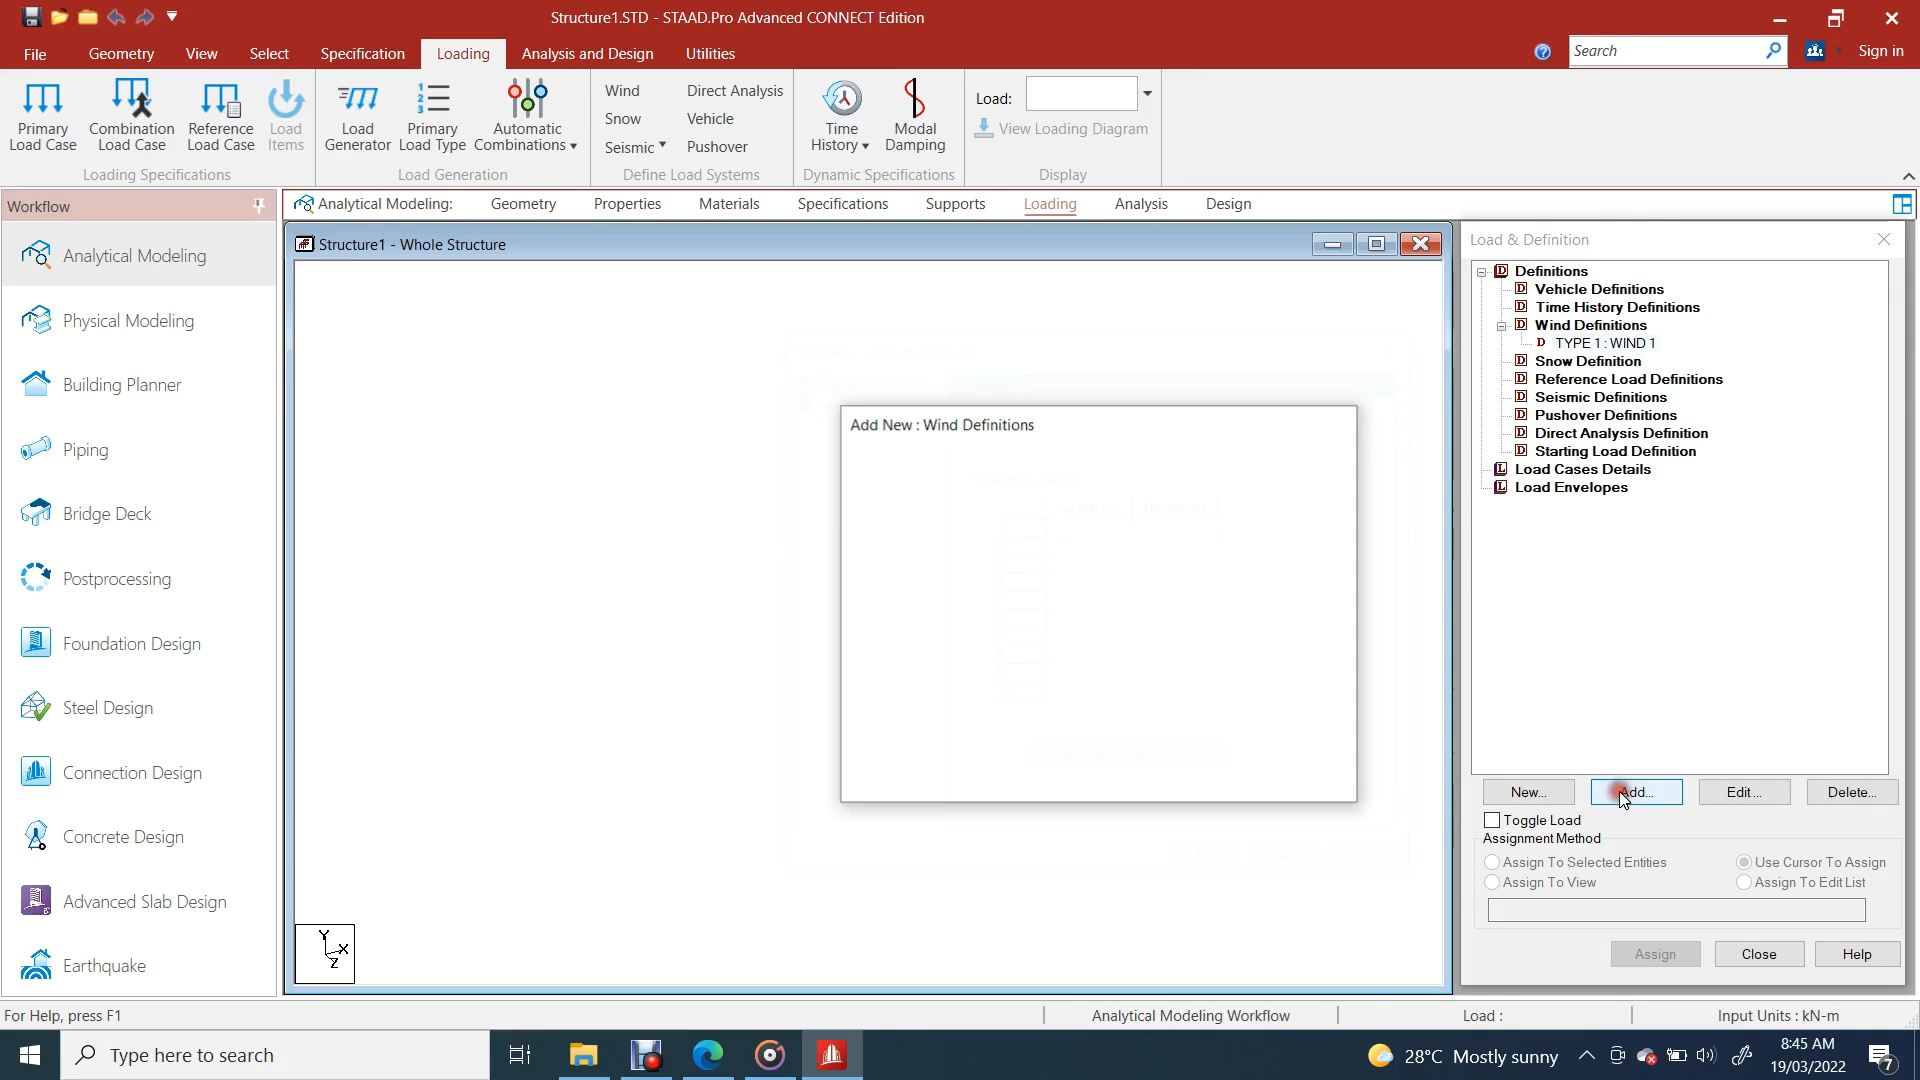 Structure1.STD - STAAD.Pro Advanced CONNECT Edition
File Geometry View Select Specification Loading Analysis and Design Utilities Search Sign in
Primary Load Case
Combination Load Case
Reference Load Case
Load Items
Loading Specifications
Load Generator
Primary Load Type
Automatic Combinations
Load Generation
Wind Direct Analysis
Snow Vehicle
Seismic Pushover
Define Load Systems
Time History
Modal Damping
Dynamic Specifications
Load:
View Loading Diagram
Display
Workflow
Analytical Modeling: Geometry Properties Materials Specifications Supports Loading Analysis Design
Analytical Modeling
Physical Modeling
Building Planner
Piping
Bridge Deck
Postprocessing
Foundation Design
Steel Design
Connection Design
Concrete Design
Advanced Slab Design
Earthquake
Structure1 - Whole Structure
Add New : Wind Definitions
Y
X
Z
Load & Definition
Definitions
Vehicle Definitions
Time History Definitions
Wind Definitions
TYPE 1 : WIND 1
Snow Definition
Reference Load Definitions
Seismic Definitions
Pushover Definitions
Direct Analysis Definition
Starting Load Definition
Load Cases Details
Load Envelopes
New... Add... Edit... Delete...
Toggle Load
Assignment Method
Assign To Selected Entities Use Cursor To Assign
Assign To View Assign To Edit List
Assign Close Help
For Help, press F1 Analytical Modeling Workflow Load : Input Units : kN-m
Type here to search
28°C Mostly sunny
8:45 AM
19/03/2022
7